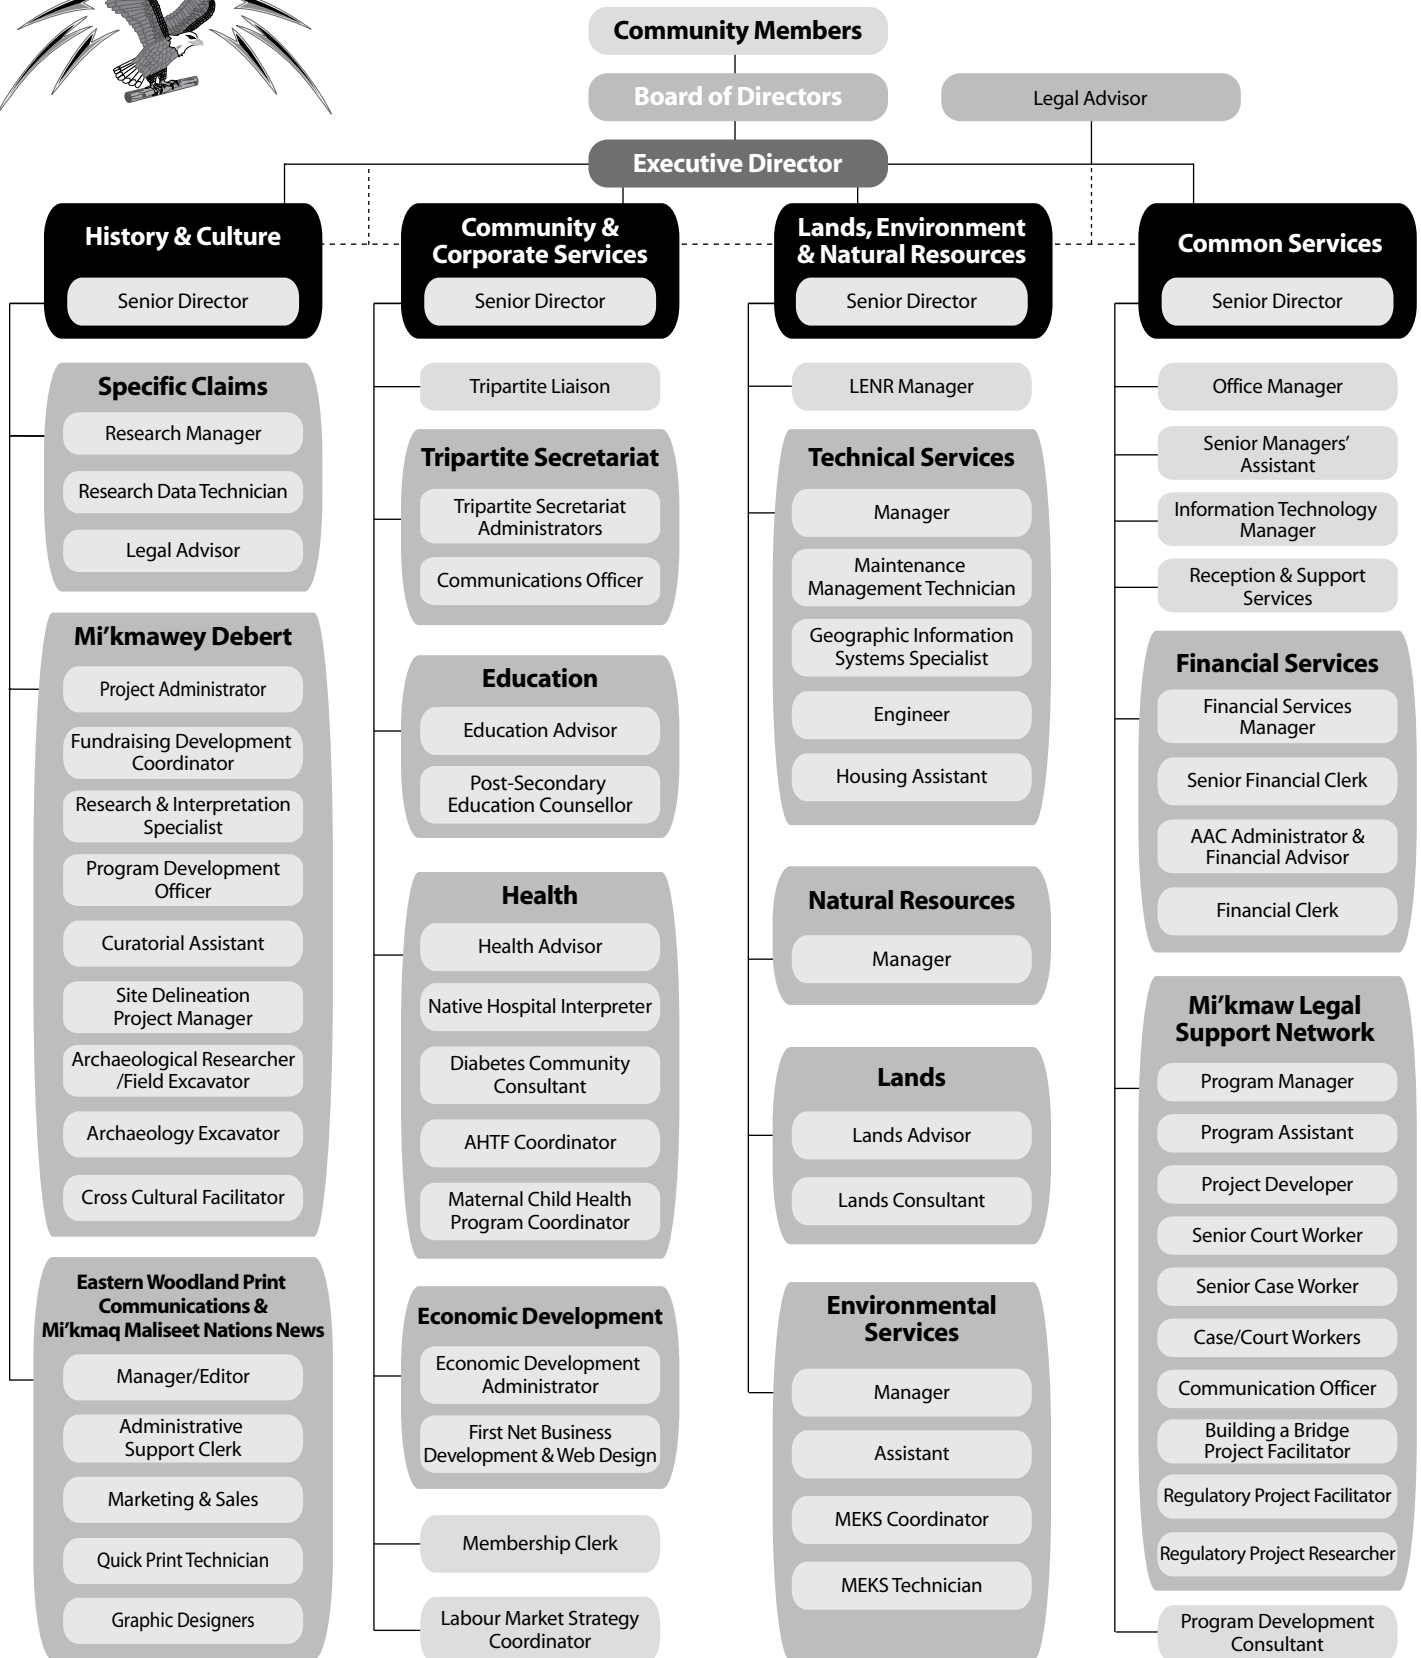 Community Members
Board of Directors
Legal Advisor
Executive Director
History & Culture
Senior Director
Specific Claims
Research Manager
Research Data Technician
Legal Advisor
Mi’kmawey Debert
Project Administrator
Fundraising Development
Coordinator
Research & Interpretation
Specialist
Program Development
Officer
Curatorial Assistant
Site Delineation
Project Manager
Archaeological Researcher
/Field Excavator
Archaeology Excavator
Cross Cultural Facilitator
Eastern Woodland Print
Communications &
Mi’kmaq Maliseet Nations News
Manager/Editor
Administrative
Support Clerk
Marketing & Sales
Quick Print Technician
Graphic Designers
Community &
Corporate Services
Senior Director
Tripartite Liaison
Tripartite Secretariat
Tripartite Secretariat
Administrators
Communications Officer
Education
Education Advisor
Post-Secondary
Education Counsellor
Health
Health Advisor
Native Hospital Interpreter
Diabetes Community
Consultant
AHTF Coordinator
Maternal Child Health
Program Coordinator
Economic Development
Economic Development
Administrator
First Net Business
Development & Web Design
Membership Clerk
Labour Market Strategy
Coordinator
Lands, Environment
& Natural Resources
Senior Director
LENR Manager
Technical Services
Manager
Maintenance
Management Technician
Geographic Information
Systems Specialist
Engineer
Housing Assistant
Natural Resources
Manager
Lands
Lands Advisor
Lands Consultant
Environmental
Services
Manager
Assistant
MEKS Coordinator
MEKS Technician
Common Services
Senior Director
Office Manager
Senior Managers’
Assistant
Information Technology
Manager
Reception & Support
Services
Financial Services
Financial Services
Manager
Senior Financial Clerk
AAC Administrator &
Financial Advisor
Financial Clerk
Mi’kmaw Legal
Support Network
Program Manager
Program Assistant
Project Developer
Senior Court Worker
Senior Case Worker
Case/Court Workers
Communication Officer
Building a Bridge
Project Facilitator
Regulatory Project Facilitator
Regulatory Project Researcher
Program Development
Consultant